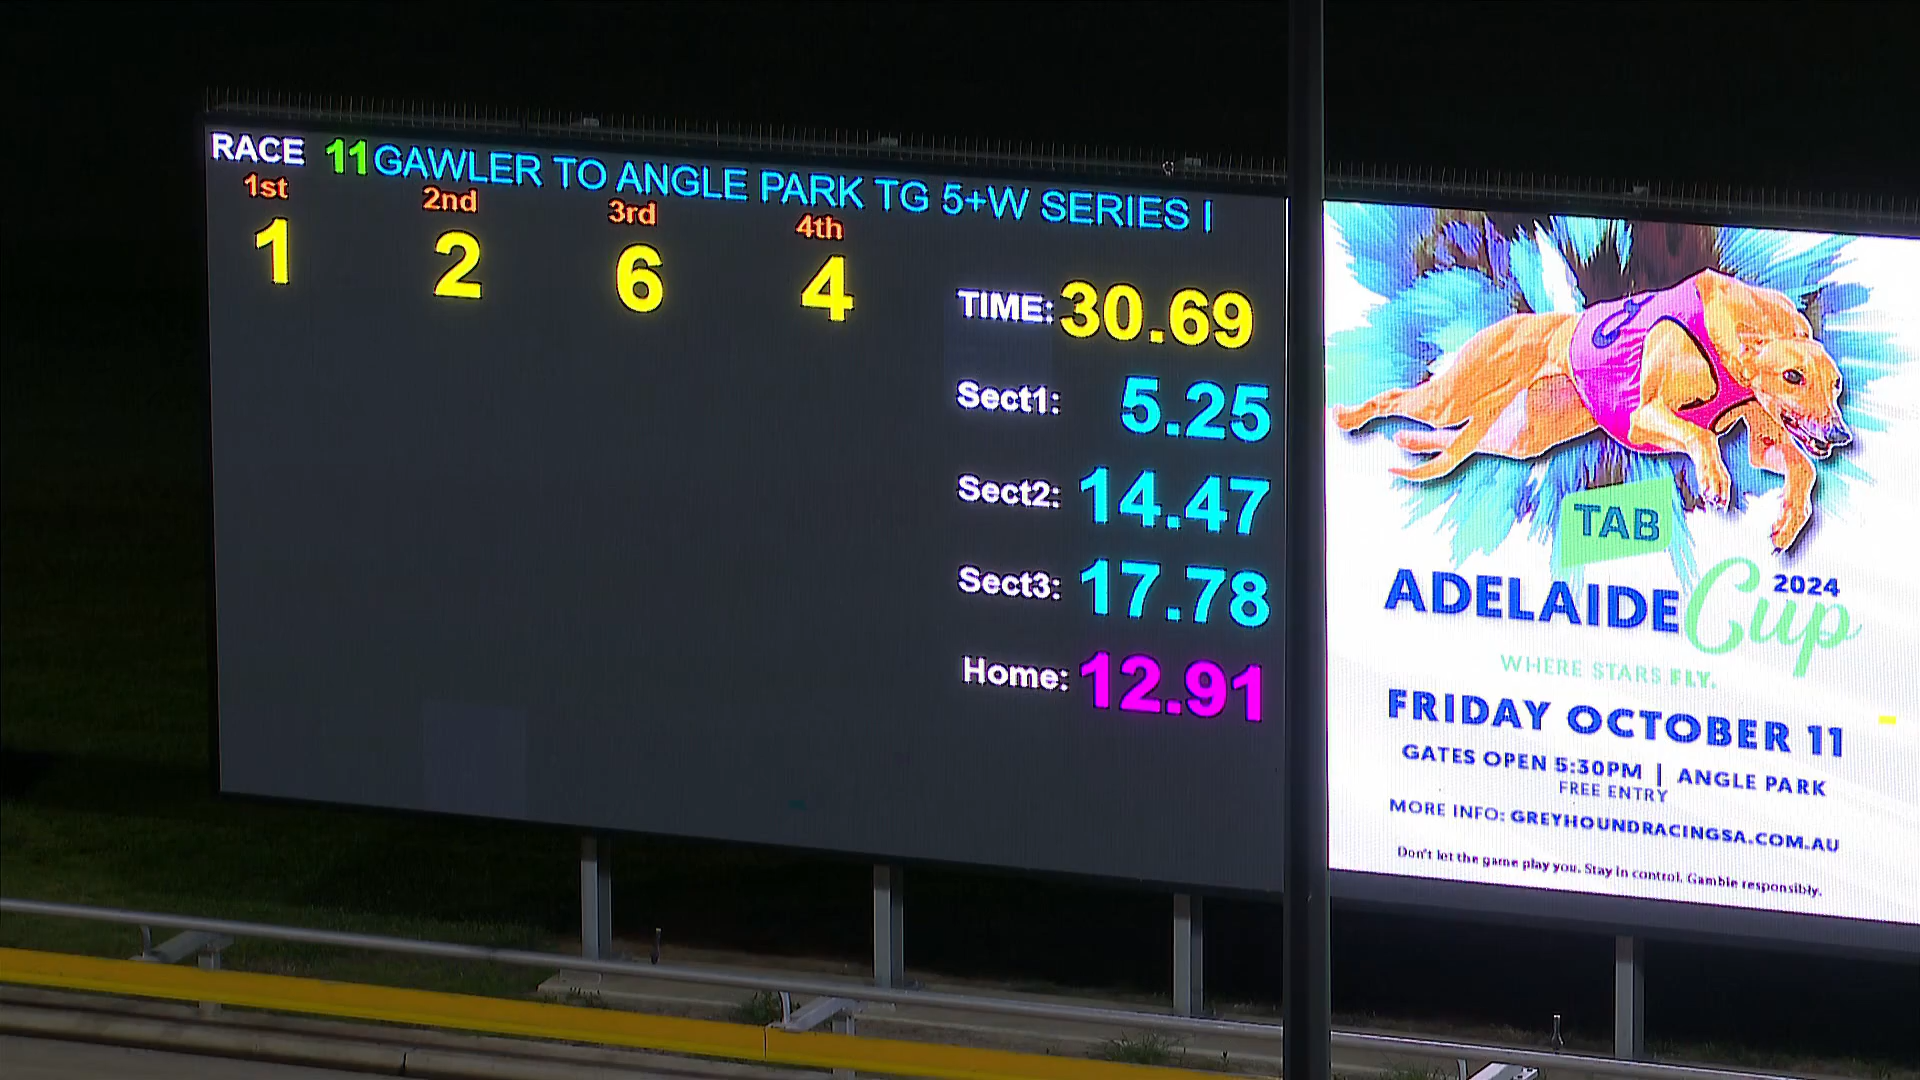 RACE 11 GAWLER TO ANGLE PARK TG 5+W SERIES |
1st 2nd 3rd 4th
1 2 6 4
TIME: 30.69
Sect1: 5.25
Sect2: 14.47
Sect3: 17.78
Home: 12.91
TAB
ADELAIDE Cup 2024
WHERE STARS FLY.
FRIDAY OCTOBER 11
GATES OPEN 5:30PM | ANGLE PARK
FREE ENTRY
MORE INFO: GREYHOUNDRACINGSA.COM.AU
Don't let the game play you. Stay in control. Gamble responsibly.